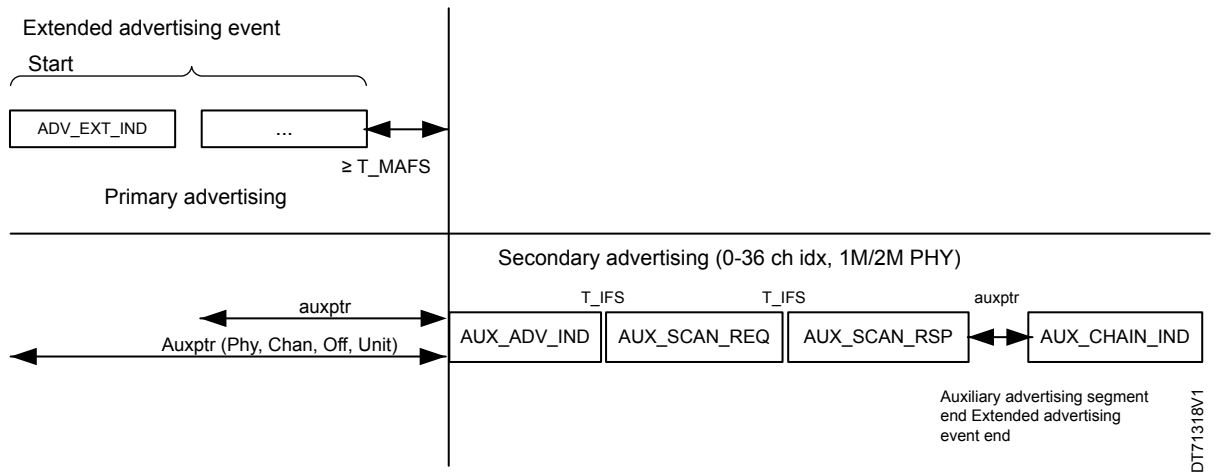 Extended advertising event
Start
ADV_EXT_IND
...
≥ T_MAFS
Primary advertising
Secondary advertising (0-36 ch idx, 1M/2M PHY)
auxptr
Auxptr (Phy, Chan, Off, Unit)
T_IFS
T_IFS
auxptr
AUX_ADV_IND
AUX_SCAN_REQ
AUX_SCAN_RSP
AUX_CHAIN_IND
Auxiliary advertising segment
end Extended advertising
event end
DT71318V1